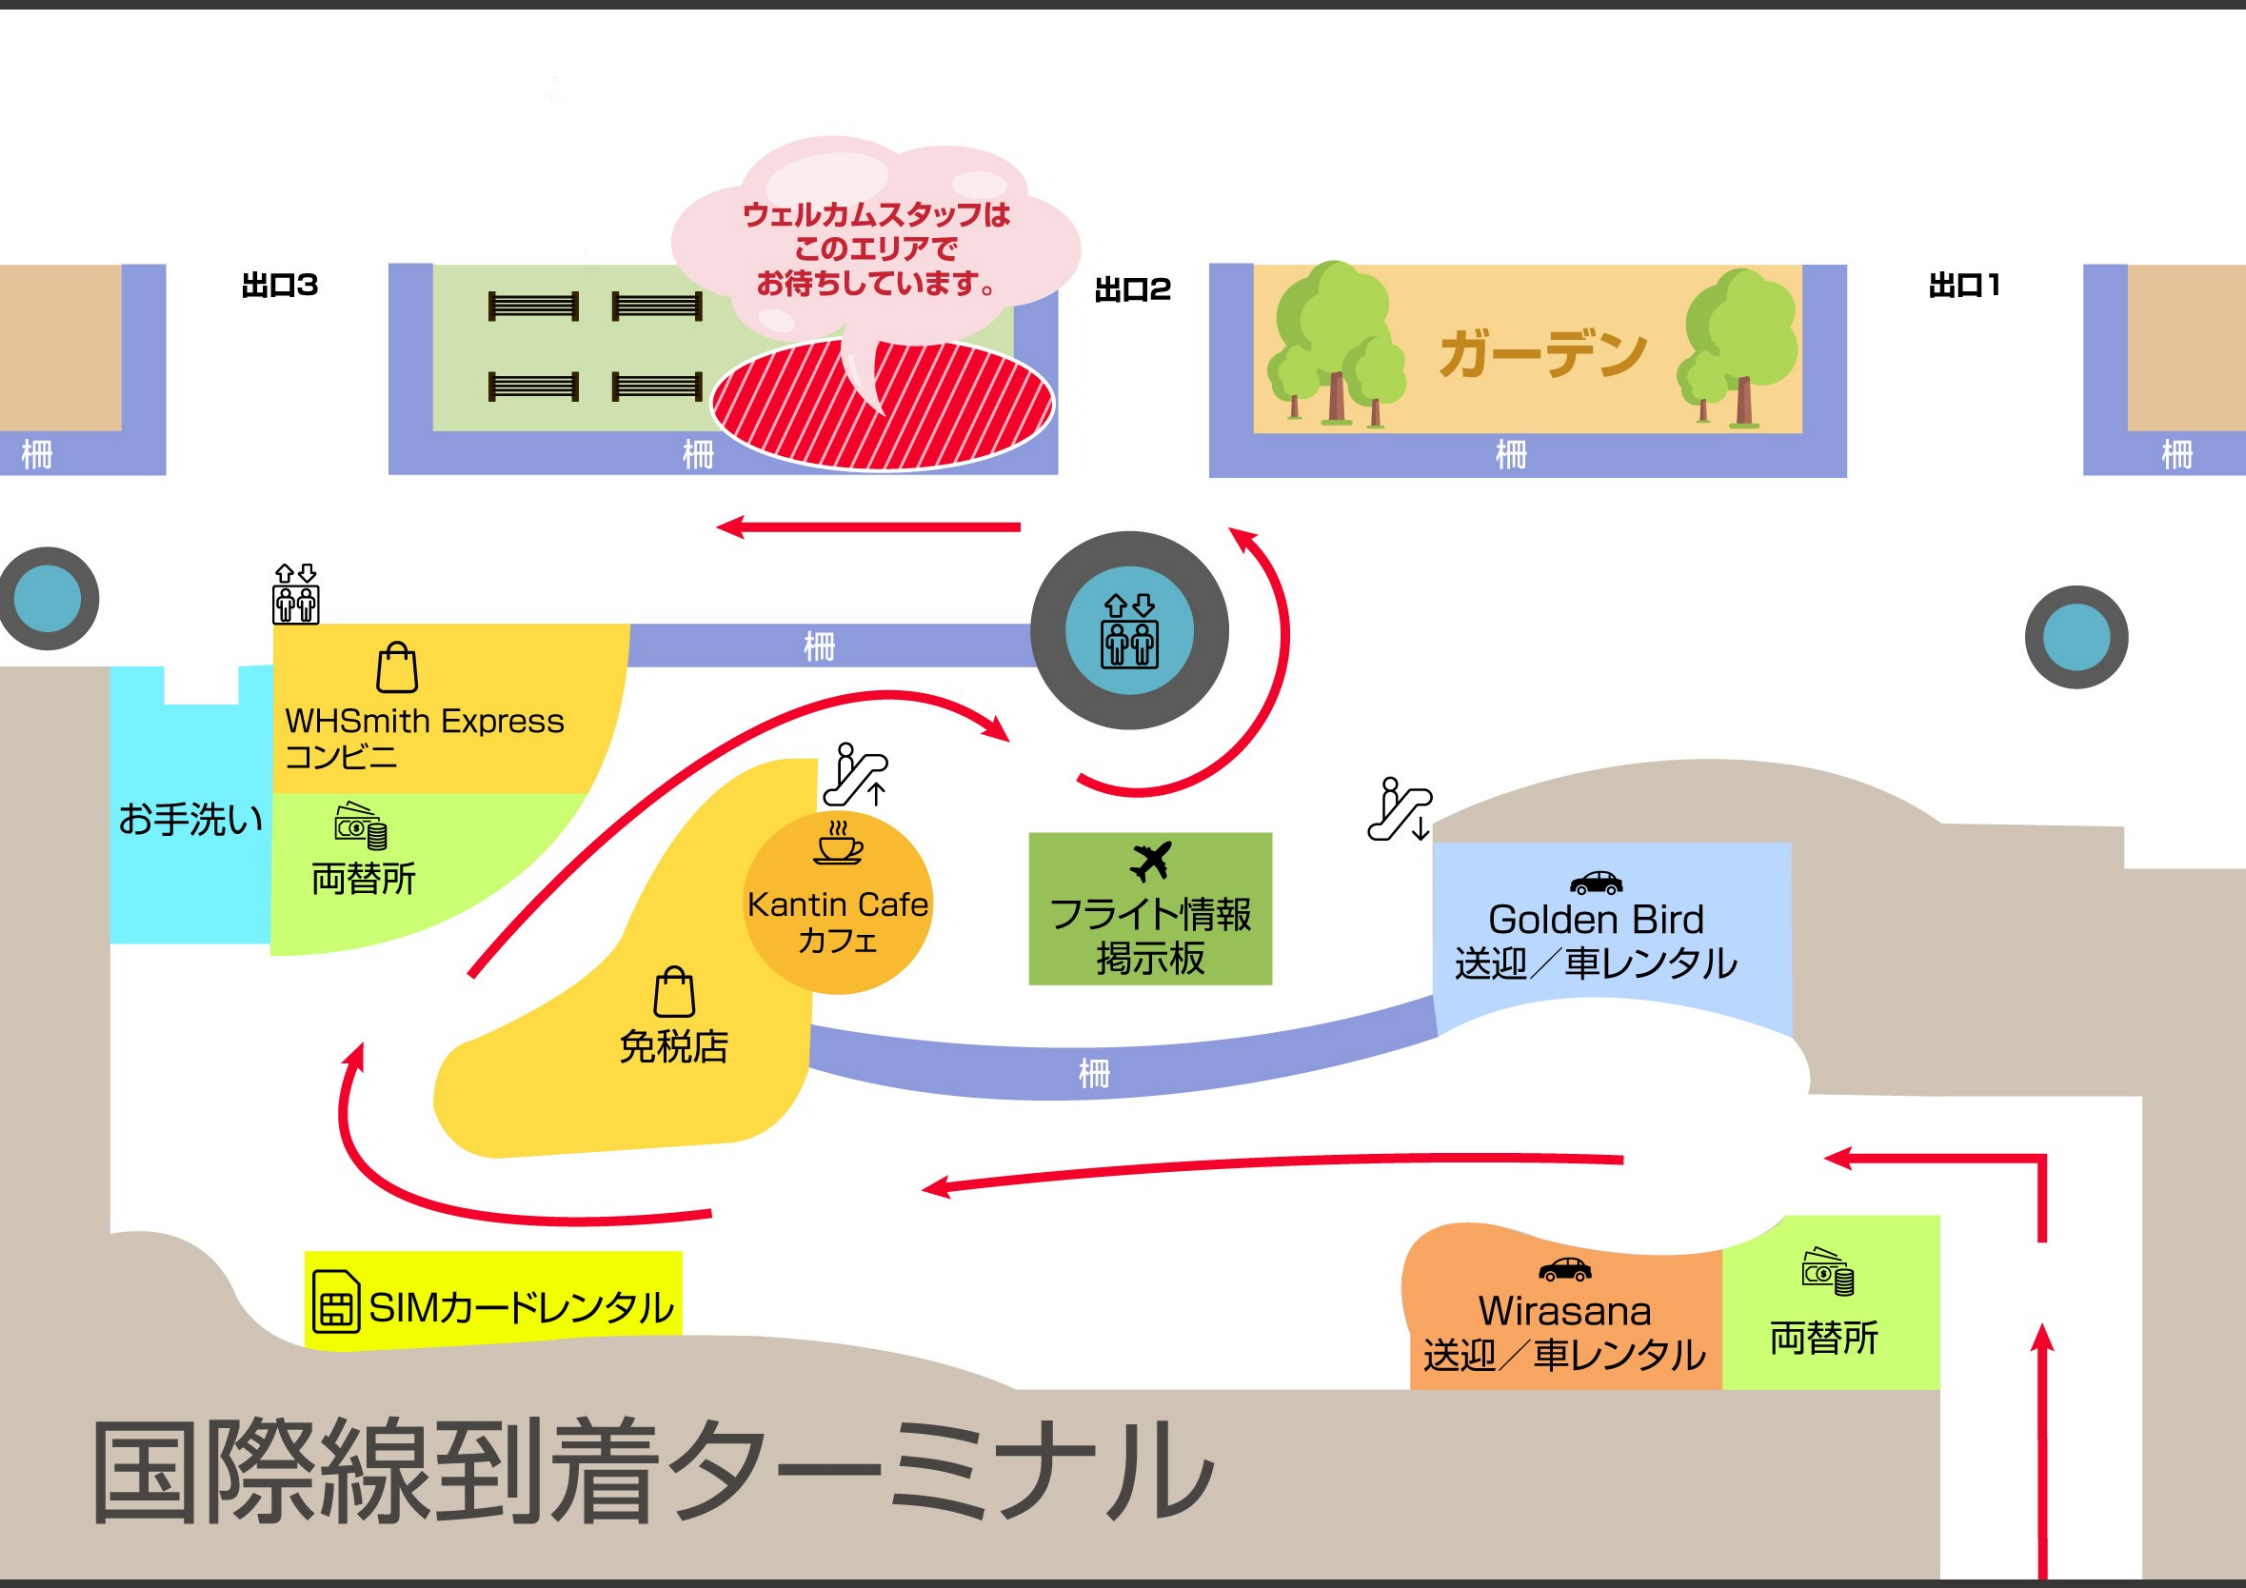 ウェルカムスタッフは
このエリアで
お待ちしています。
出口3
出口2
出口1
ガーデン
柵
柵
柵
柵
柵
WHSmith Express
コンビニ
お手洗い
両替所
Kantin Cafe
カフェ
免税店
フライト情報
掲示板
Golden Bird
送迎／車レンタル
柵
SIMカードレンタル
Wirasana
送迎／車レンタル
両替所
国際線到着ターミナル